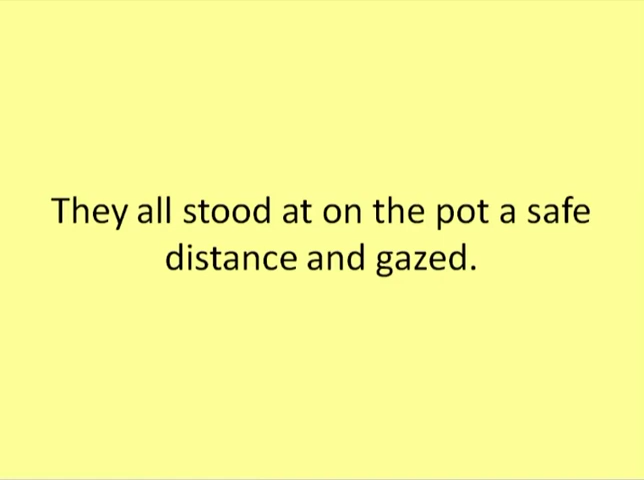 They all stood at on the pot a safe
distance and gazed.